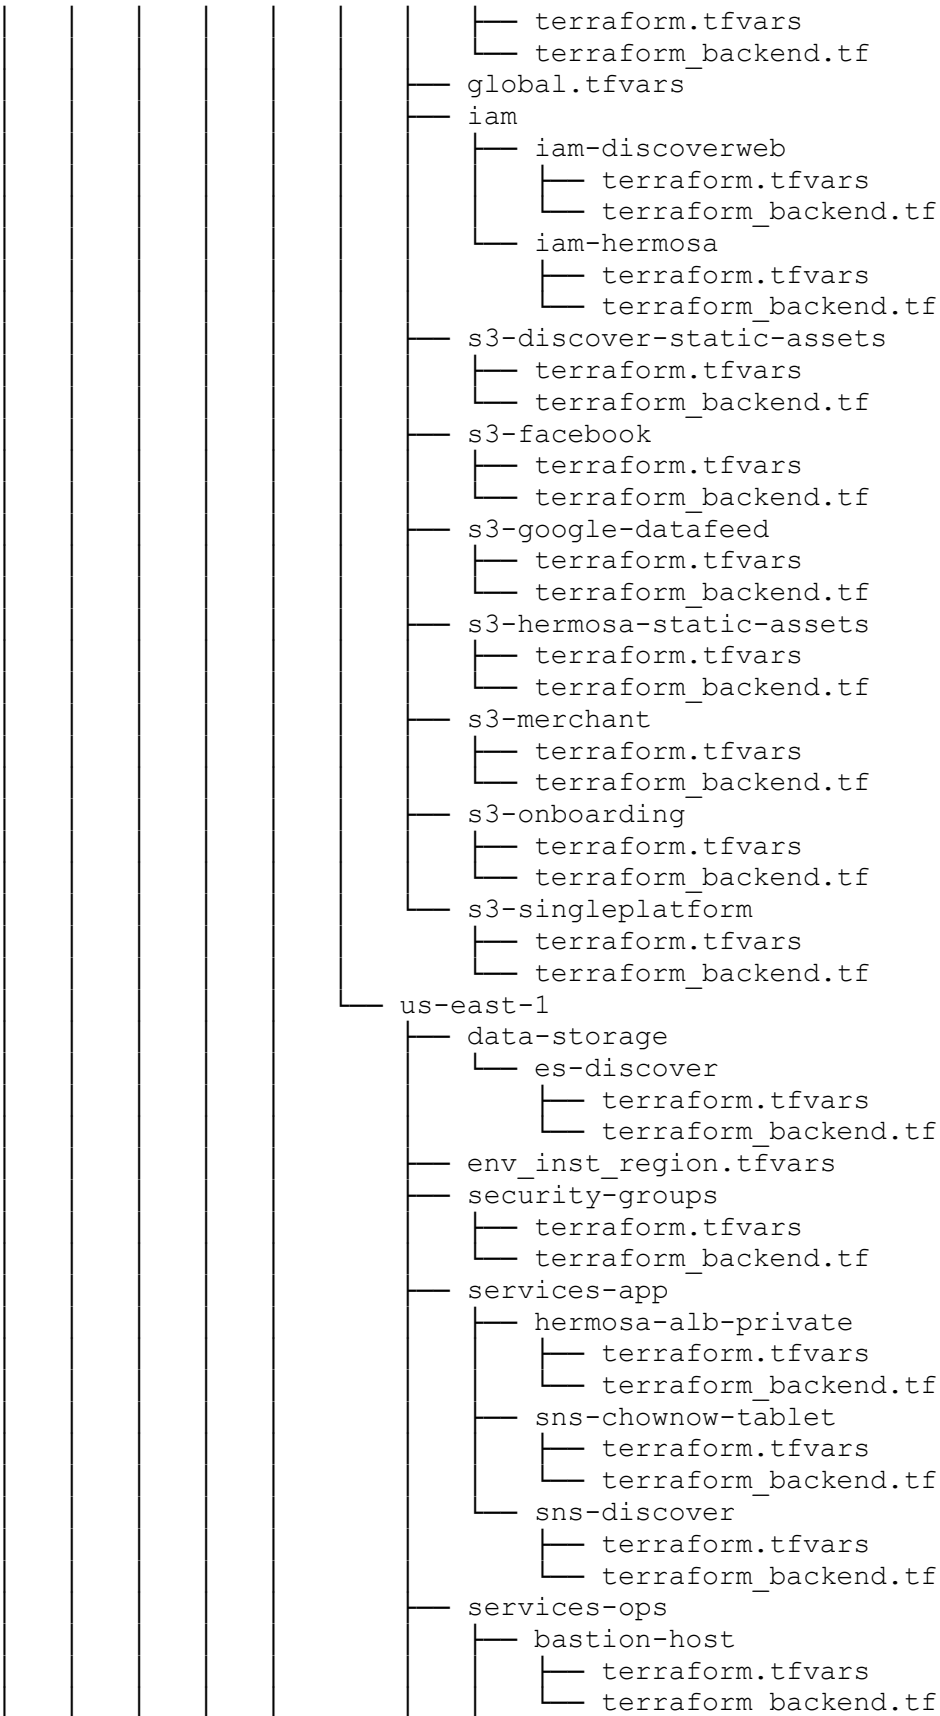 │   │   │   │   │   │   │   ├── terraform.tfvars
│   │   │   │   │   │   │   └── terraform_backend.tf
│   │   │   │   │   │   ├── global.tfvars
│   │   │   │   │   │   ├── iam
│   │   │   │   │   │   │   ├── iam-discoverweb
│   │   │   │   │   │   │   │   ├── terraform.tfvars
│   │   │   │   │   │   │   │   └── terraform_backend.tf
│   │   │   │   │   │   │   └── iam-hermosa
│   │   │   │   │   │   │       ├── terraform.tfvars
│   │   │   │   │   │   │       └── terraform_backend.tf
│   │   │   │   │   │   ├── s3-discover-static-assets
│   │   │   │   │   │   │   ├── terraform.tfvars
│   │   │   │   │   │   │   └── terraform_backend.tf
│   │   │   │   │   │   ├── s3-facebook
│   │   │   │   │   │   │   ├── terraform.tfvars
│   │   │   │   │   │   │   └── terraform_backend.tf
│   │   │   │   │   │   ├── s3-google-datafeed
│   │   │   │   │   │   │   ├── terraform.tfvars
│   │   │   │   │   │   │   └── terraform_backend.tf
│   │   │   │   │   │   ├── s3-hermosa-static-assets
│   │   │   │   │   │   │   ├── terraform.tfvars
│   │   │   │   │   │   │   └── terraform_backend.tf
│   │   │   │   │   │   ├── s3-merchant
│   │   │   │   │   │   │   ├── terraform.tfvars
│   │   │   │   │   │   │   └── terraform_backend.tf
│   │   │   │   │   │   ├── s3-onboarding
│   │   │   │   │   │   │   ├── terraform.tfvars
│   │   │   │   │   │   │   └── terraform_backend.tf
│   │   │   │   │   │   └── s3-singleplatform
│   │   │   │   │   │       ├── terraform.tfvars
│   │   │   │   │   │       └── terraform_backend.tf
│   │   │   │   │   └── us-east-1
│   │   │   │   │       ├── data-storage
│   │   │   │   │       │   └── es-discover
│   │   │   │   │       │       ├── terraform.tfvars
│   │   │   │   │       │       └── terraform_backend.tf
│   │   │   │   │       ├── env_inst_region.tfvars
│   │   │   │   │       ├── security-groups
│   │   │   │   │       │   ├── terraform.tfvars
│   │   │   │   │       │   └── terraform_backend.tf
│   │   │   │   │       ├── services-app
│   │   │   │   │       │   ├── hermosa-alb-private
│   │   │   │   │       │   │   ├── terraform.tfvars
│   │   │   │   │       │   │   └── terraform_backend.tf
│   │   │   │   │       │   ├── sns-chownow-tablet
│   │   │   │   │       │   │   ├── terraform.tfvars
│   │   │   │   │       │   │   └── terraform_backend.tf
│   │   │   │   │       │   └── sns-discover
│   │   │   │   │       │       ├── terraform.tfvars
│   │   │   │   │       │       └── terraform_backend.tf
│   │   │   │   │       ├── services-ops
│   │   │   │   │       │   ├── bastion-host
│   │   │   │   │       │   │   ├── terraform.tfvars
│   │   │   │   │       │   │   └── terraform_backend.tf